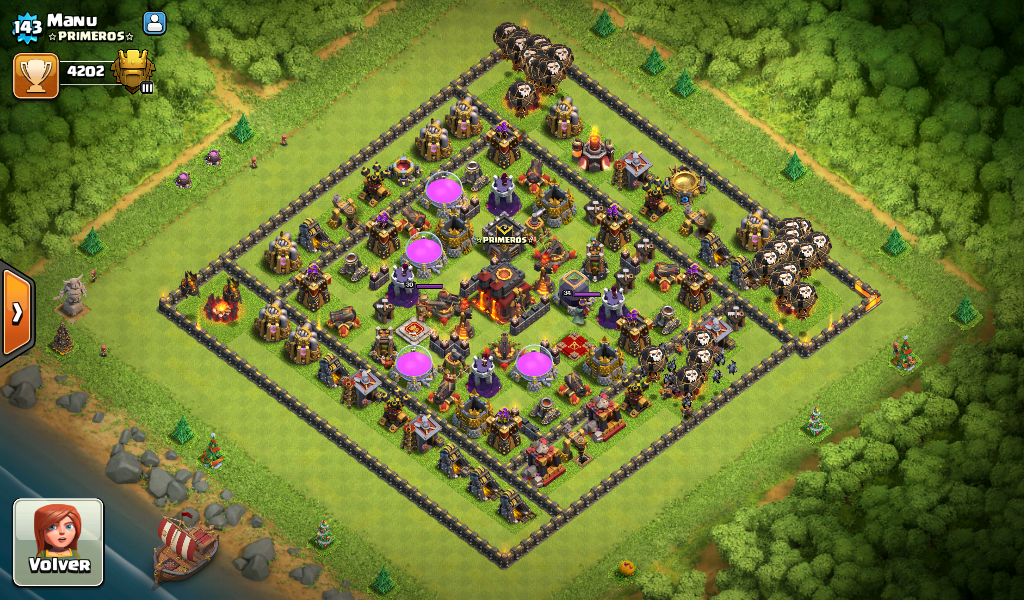 143 Manu
☆PRIMEROS☆
4202
III
☆PRIMEROS☆
30
34
Volver